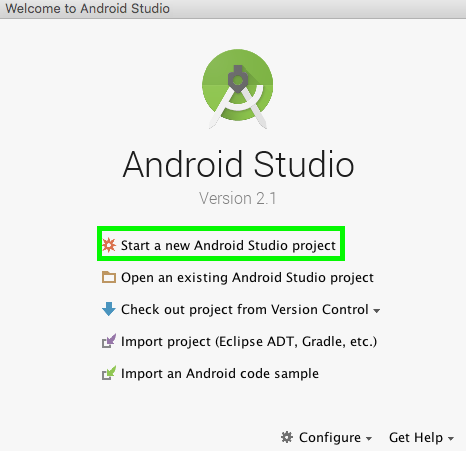 Welcome to Android Studio
Android Studio
Version 2.1
Start a new Android Studio project
Open an existing Android Studio project
Check out project from Version Control
Import project (Eclipse ADT, Gradle, etc.)
Import an Android code sample
Configure Get Help